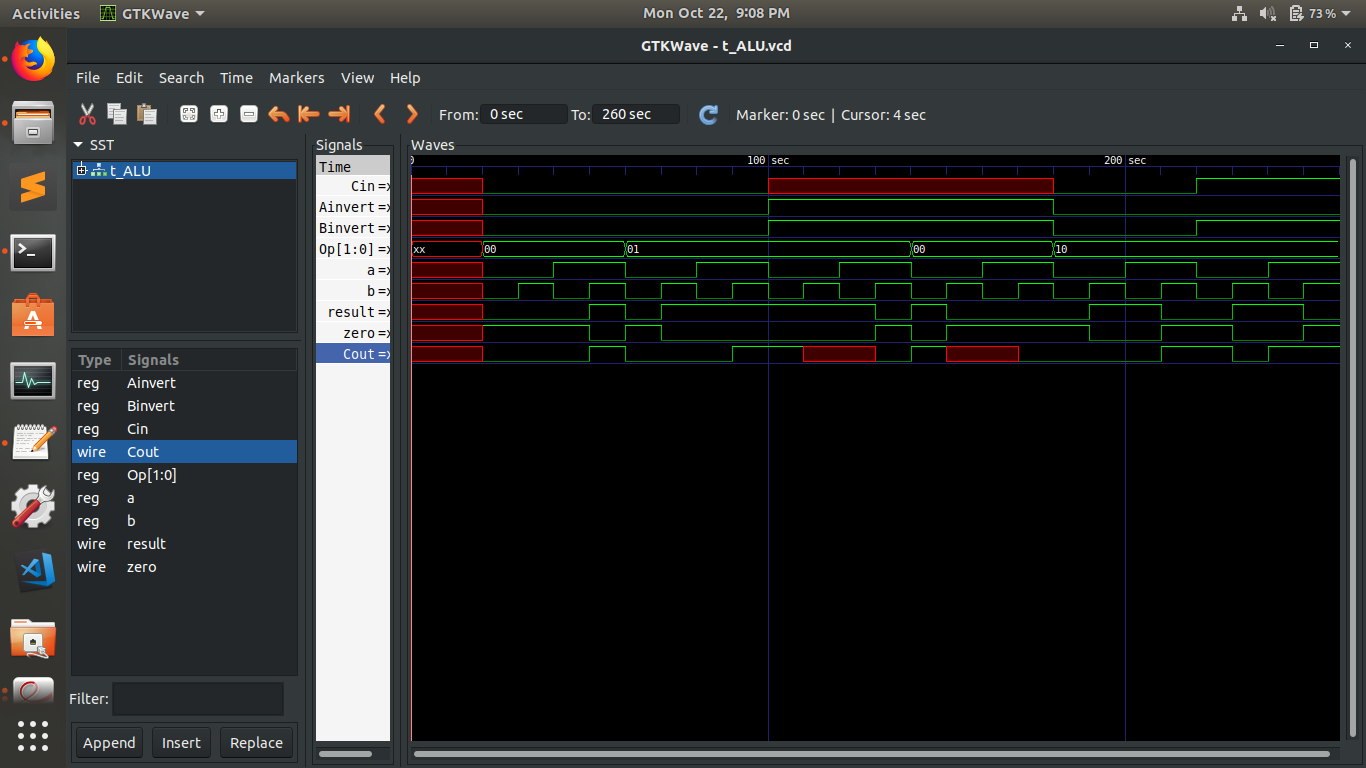 Activities GTKWave Mon Oct 22, 9:08 PM 73 %
GTKWave - t_ALU.vcd
File Edit Search Time Markers View Help
From: 0 sec To: 260 sec Marker: 0 sec | Cursor: 4 sec
SST
t_ALU
Type Signals
reg Ainvert
reg Binvert
reg Cin
wire Cout
reg Op[1:0]
reg a
reg b
wire result
wire zero
Filter:
Append Insert Replace
Signals
Time
Cin =x
Ainvert =x
Binvert =x
Op[1:0] =x
a =x
b =x
result =x
zero =x
Cout =x
Waves
0 100 sec 200 sec
xx 00 01 00 10